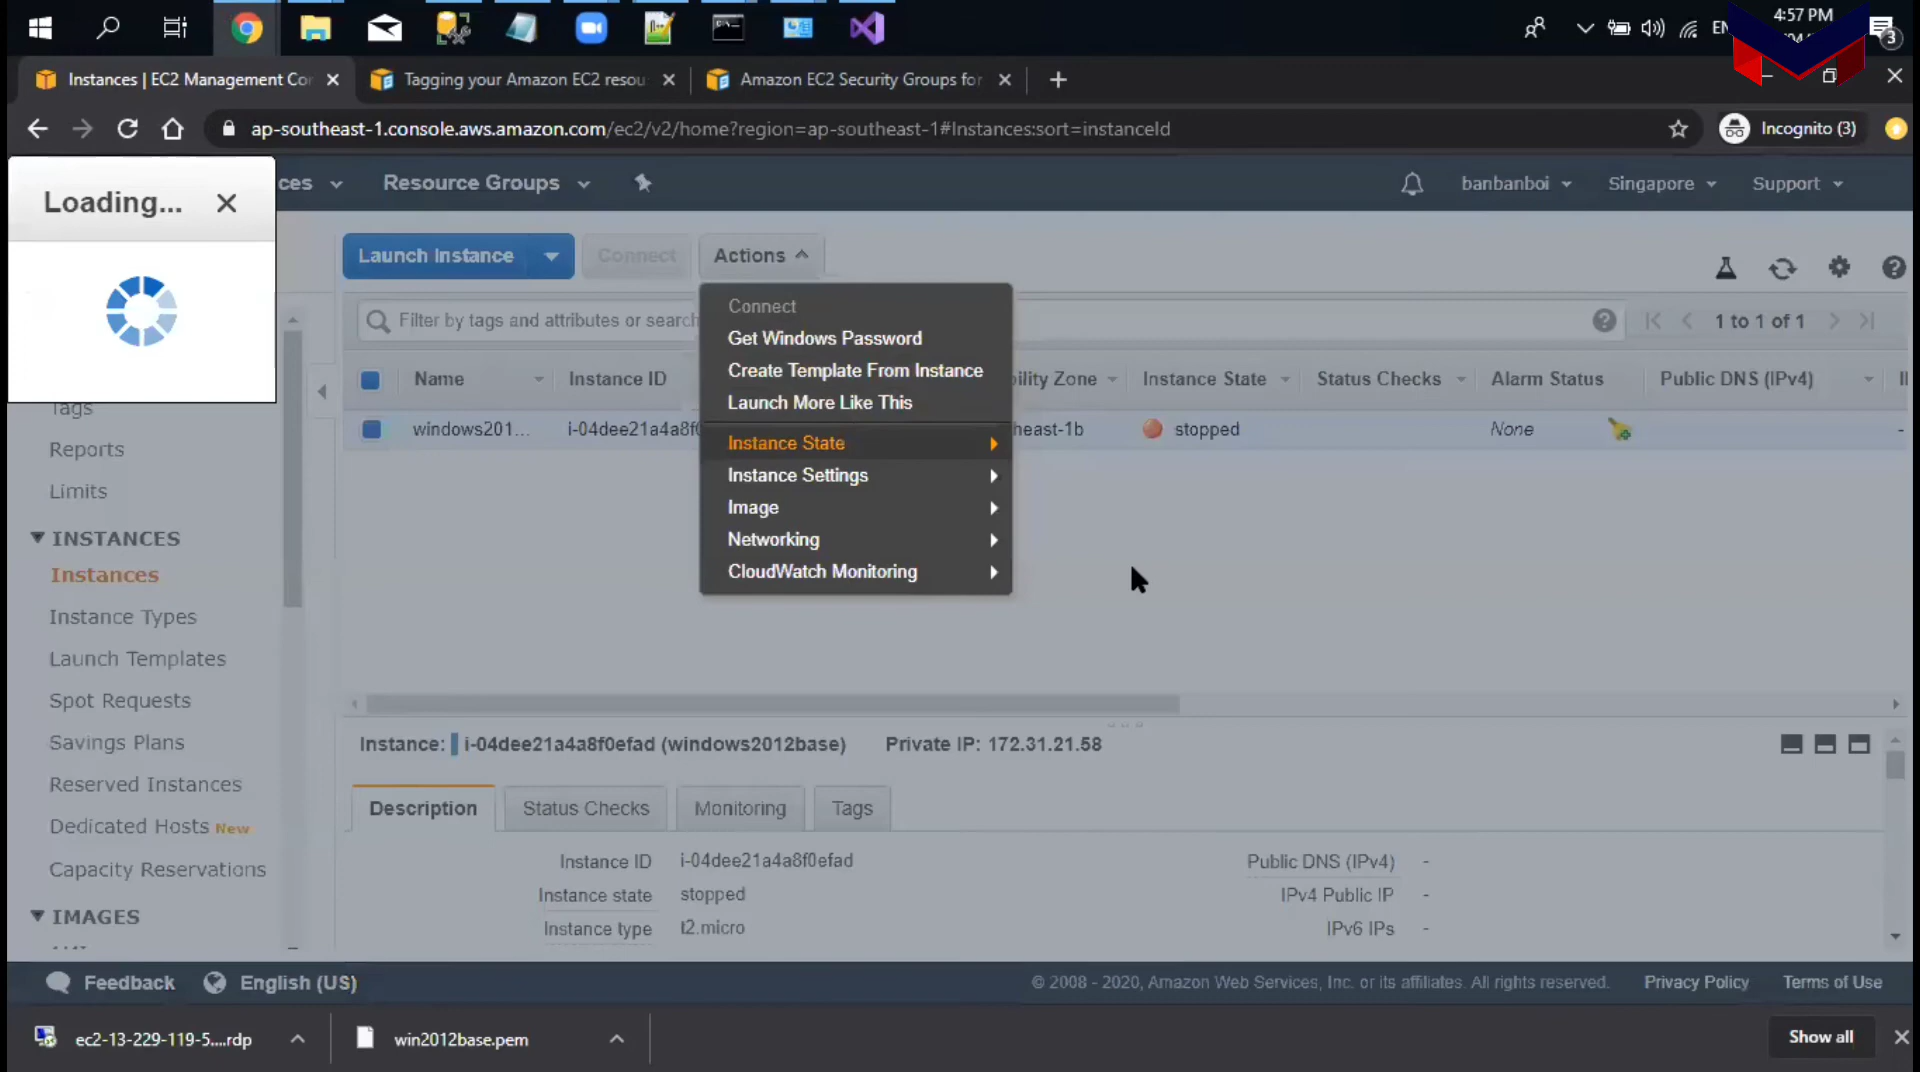 4:57 PM
3
Instances | EC2 Management Cor
Tagging your Amazon EC2 resou
Amazon EC2 Security Groups for
ap-southeast-1.console.aws.amazon.com/ec2/v2/home?region=ap-southeast-1#Instances:sort=instanceId
Incognito (3)
Loading...
ces
Resource Groups
banbanboi
Singapore
Support
Launch Instance
Connect
Actions
Connect
Get Windows Password
Create Template From Instance
Launch More Like This
Instance State
Instance Settings
Image
Networking
CloudWatch Monitoring
Filter by tags and attributes or search
1 to 1 of 1
Name
Instance ID
bility Zone
Instance State
Status Checks
Alarm Status
Public DNS (IPv4)
windows201...
i-04dee21a4a8f0
heast-1b
stopped
None
-
Tags
Reports
Limits
INSTANCES
Instances
Instance Types
Launch Templates
Spot Requests
Savings Plans
Reserved Instances
Dedicated Hosts New
Capacity Reservations
IMAGES
Instance: i-04dee21a4a8f0efad (windows2012base) Private IP: 172.31.21.58
Description
Status Checks
Monitoring
Tags
Instance ID i-04dee21a4a8f0efad
Public DNS (IPv4) -
Instance state stopped
IPv4 Public IP -
Instance type t2.micro
IPv6 IPs -
Feedback
English (US)
© 2008 - 2020, Amazon Web Services, Inc. or its affiliates. All rights reserved.
Privacy Policy
Terms of Use
ec2-13-229-119-5....rdp
win2012base.pem
Show all